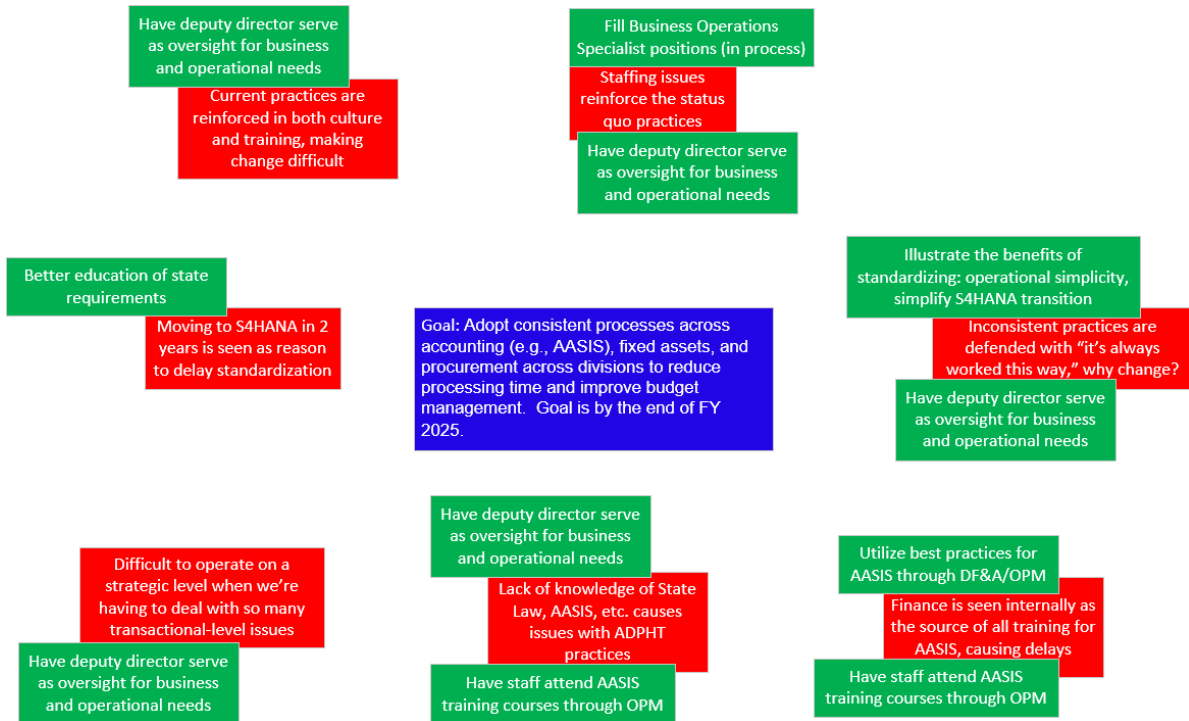 Have deputy director serve
as oversight for business
and operational needs
Current practices are
reinforced in both culture
and training, making
change difficult
Fill Business Operations
Specialist positions (in process)
Staffing issues
reinforce the status
quo practices
Have deputy director serve
as oversight for business
and operational needs
Better education of state
requirements
Moving to S4HANA in 2
years is seen as reason
to delay standardization
Goal: Adopt consistent processes across
accounting (e.g., AASIS), fixed assets, and
procurement across divisions to reduce
processing time and improve budget
management.  Goal is by the end of FY
2025.
Illustrate the benefits of
standardizing: operational simplicity,
simplify S4HANA transition
Inconsistent practices are
defended with “it’s always
worked this way,” why change?
Have deputy director serve
as oversight for business
and operational needs
Difficult to operate on a
strategic level when we’re
having to deal with so many
transactional-level issues
Have deputy director serve
as oversight for business
and operational needs
Have deputy director serve
as oversight for business
and operational needs
Lack of knowledge of State
Law, AASIS, etc. causes
issues with ADPHT
practices
Have staff attend AASIS
training courses through OPM
Utilize best practices for
AASIS through DF&A/OPM
Finance is seen internally as
the source of all training for
AASIS, causing delays
Have staff attend AASIS
training courses through OPM